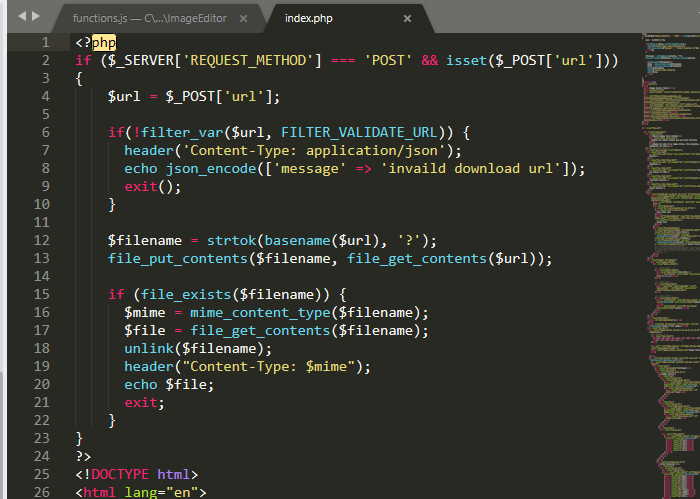 functions.js — C\...\ImageEditor × index.php ×
1 <?php
2 if ($_SERVER['REQUEST_METHOD'] === 'POST' && isset($_POST['url']))
3 {
4 $url = $_POST['url'];
5
6 if(!filter_var($url, FILTER_VALIDATE_URL)) {
7 header('Content-Type: application/json');
8 echo json_encode(['message' => 'invaild download url']);
9 exit();
10 }
11
12 $filename = strtok(basename($url), '?');
13 file_put_contents($filename, file_get_contents($url));
14
15 if (file_exists($filename)) {
16 $mime = mime_content_type($filename);
17 $file = file_get_contents($filename);
18 unlink($filename);
19 header("Content-Type: $mime");
20 echo $file;
21 exit;
22 }
23 }
24 ?>
25 <!DOCTYPE html>
26 <html lang="en">